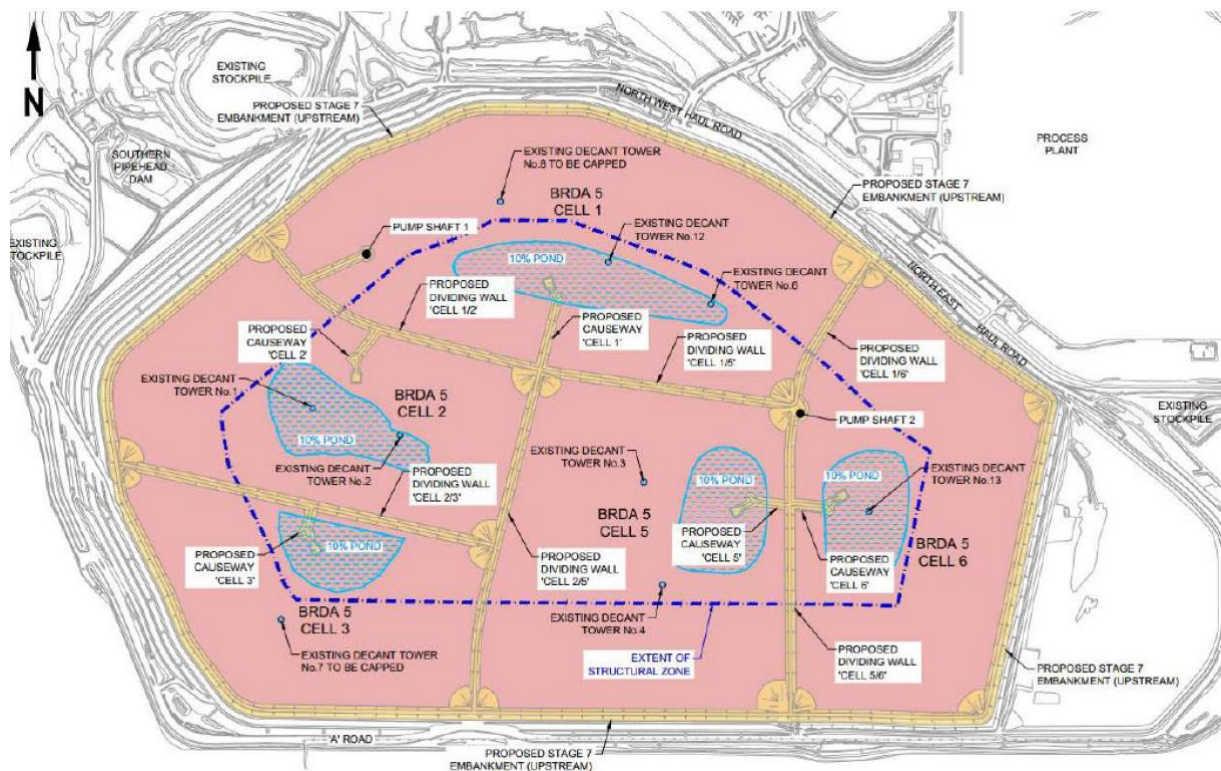 EXISTING
STOCKPILE
N
PROPOSED STAGE 7
EMBANKMENT (UPSTREAM)
NORTH WEST HAUL ROAD
PROCESS
PLANT
SOUTHERN
PIPEHEAD
DAM
EXISTING DECANT TOWER
No.8 TO BE CAPPED
BRDA 5
CELL 1
PROPOSED STAGE 7
EMBANKMENT (UPSTREAM)
EXISTING
STOCKPILE
PUMP SHAFT 1
EXISTING DECANT
TOWER No.12
10% POND
EXISTING DECANT
TOWER No.6
NORTHEAST
HAUL ROAD
PROPOSED
DIVIDING WALL
'CELL 1/2'
PROPOSED
CAUSEWAY
'CELL 2'
PROPOSED
CAUSEWAY
'CELL 1'
PROPOSED
DIVIDING WALL
'CELL 1/5'
PROPOSED
DIVIDING WALL
'CELL 1/6'
EXISTING DECANT
TOWER No.1
BRDA 5
CELL 2
10% POND
PUMP SHAFT 2
EXISTING
STOCKPILE
EXISTING DECANT
TOWER No.2
PROPOSED
DIVIDING WALL
'CELL 2/3'
EXISTING DECANT
TOWER No.3
10% POND
10% POND
EXISTING DECANT
TOWER No.13
BRDA 5
CELL 5
PROPOSED
CAUSEWAY
'CELL 3'
10% POND
PROPOSED
DIVIDING WALL
'CELL 2/5'
PROPOSED
CAUSEWAY
'CELL 5'
PROPOSED
CAUSEWAY
'CELL 6'
BRDA 5
CELL 6
BRDA 5
CELL 3
EXISTING DECANT
TOWER No.4
EXISTING DECANT TOWER
No.7 TO BE CAPPED
EXTENT OF
STRUCTURAL ZONE
PROPOSED
DIVIDING WALL
'CELL 5/6'
PROPOSED STAGE 7
EMBANKMENT (UPSTREAM)
'A' ROAD
PROPOSED STAGE 7
EMBANKMENT (UPSTREAM)